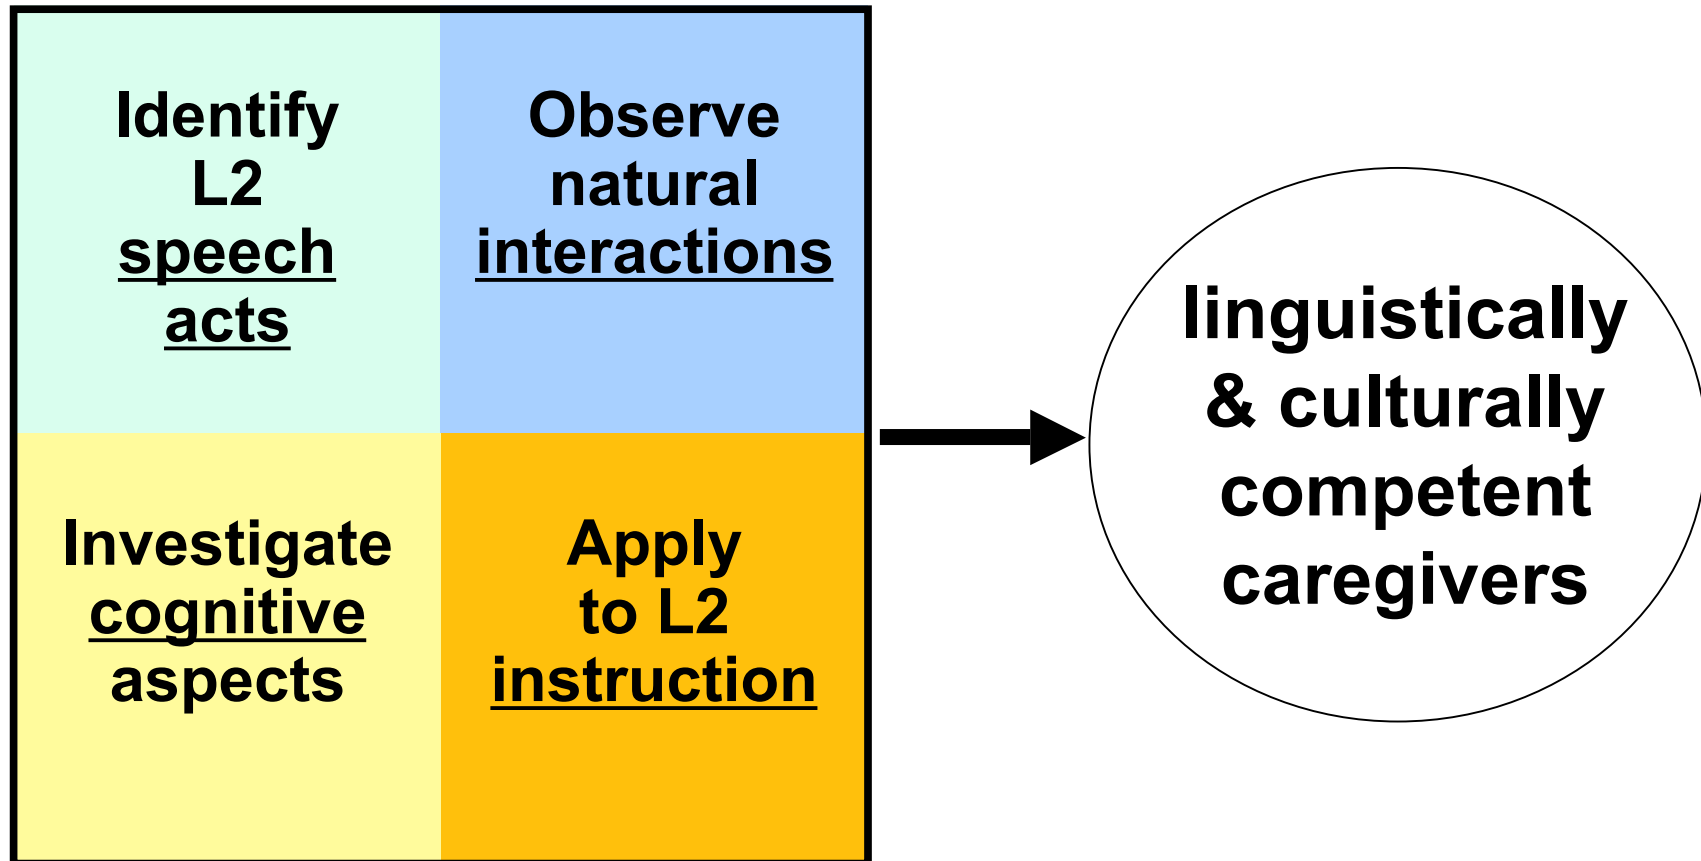 Identify
L2
speech
acts
Observe
natural
interactions
Investigate
cognitive
aspects
Apply
to L2
instruction
linguistically
& culturally
competent
caregivers